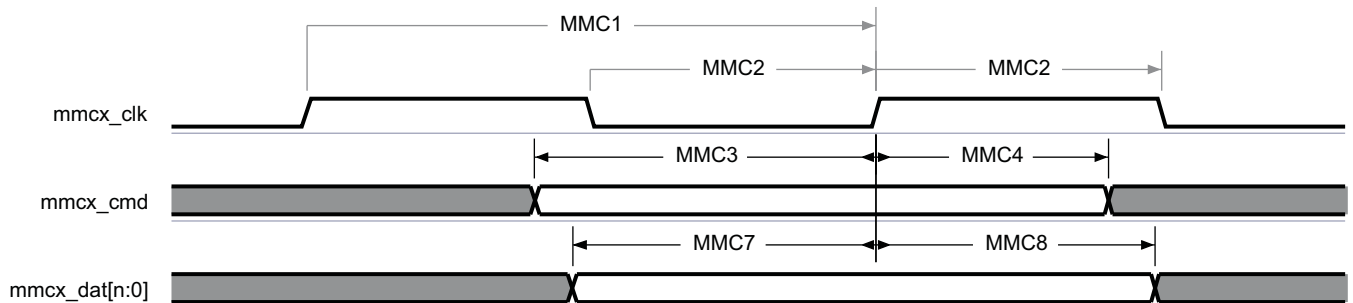 MMC1
MMC2 MMC2
mmcx_clk
MMC3 MMC4
mmcx_cmd
MMC7 MMC8
mmcx_dat[n:0]